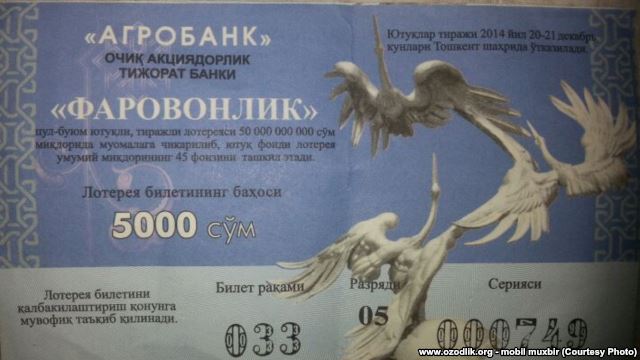 «АГРОБАНК»
ОЧИҚ АКЦИЯДОРЛИК
ТИЖОРАТ БАНКИ
Ютуқлар тиражи 2014 йил 20-21 декабрь
кунлари Тошкент шаҳрида ўтказилади.
«ФАРОВОНЛИК»
пул-буюм ютуқли, тиражли лотереяси 50 000 000 000 сўм
миқдорида муомалага чиқарилиб, ютуқ фонди лотерея
умумий миқдорининг 45 фоизини ташкил этади.
Лотерея билетининг баҳоси
5000 сўм
Лотерея билетини
қалбакилаштириш қонунга
мувофиқ таъқиб қилинади.
Билет рақами Разряди Серияси
033 05 000749
www.ozodlik.org - mobil muxbir (Courtesy Photo)